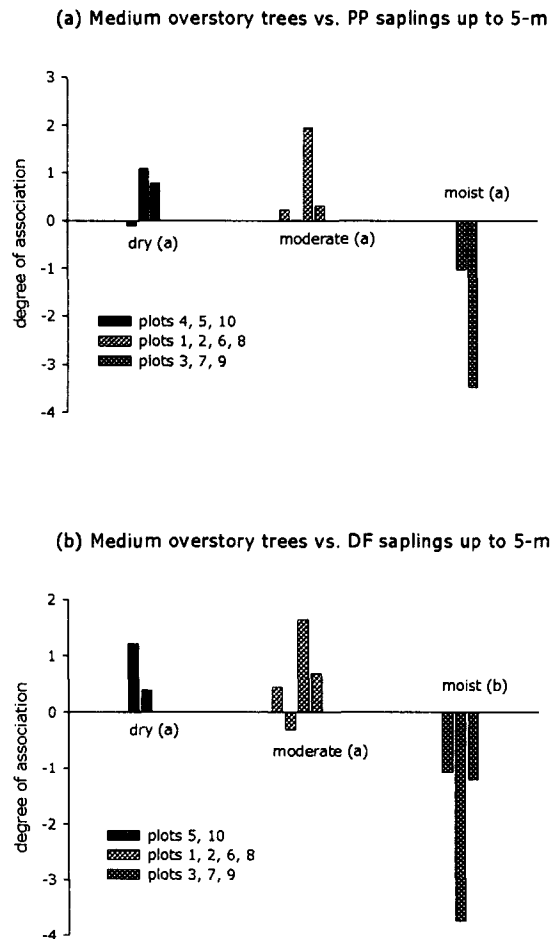 (a) Medium overstory trees vs. PP saplings up to 5-m
degree of association
3
2
1
0
-1
-2
-3
-4
dry (a)
moderate (a)
moist (a)
plots 4, 5, 10
plots 1, 2, 6, 8
plots 3, 7, 9
(b) Medium overstory trees vs. DF saplings up to 5-m
degree of association
2
1
0
-1
-2
-3
-4
dry (a)
moderate (a)
moist (b)
plots 5, 10
plots 1, 2, 6, 8
plots 3, 7, 9